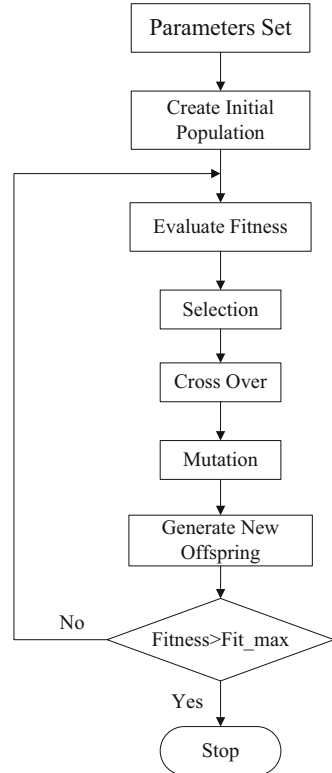 Parameters Set
Create Initial
Population
Evaluate Fitness
Selection
Cross Over
Mutation
Generate New
Offspring
No
Fitness>Fit_max
Yes
Stop